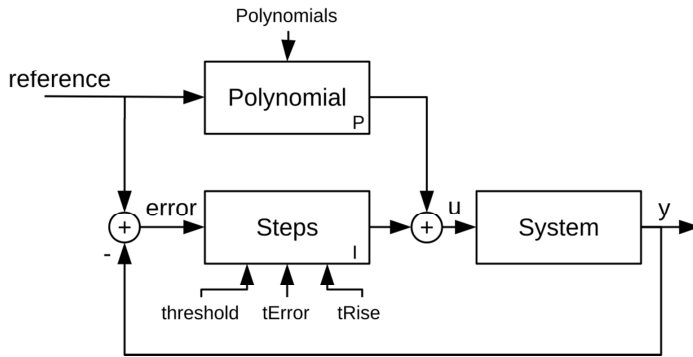 Polynomials
reference
Polynomial
P
+
-
error
Steps
I
+
u
System
y
threshold
tError
tRise